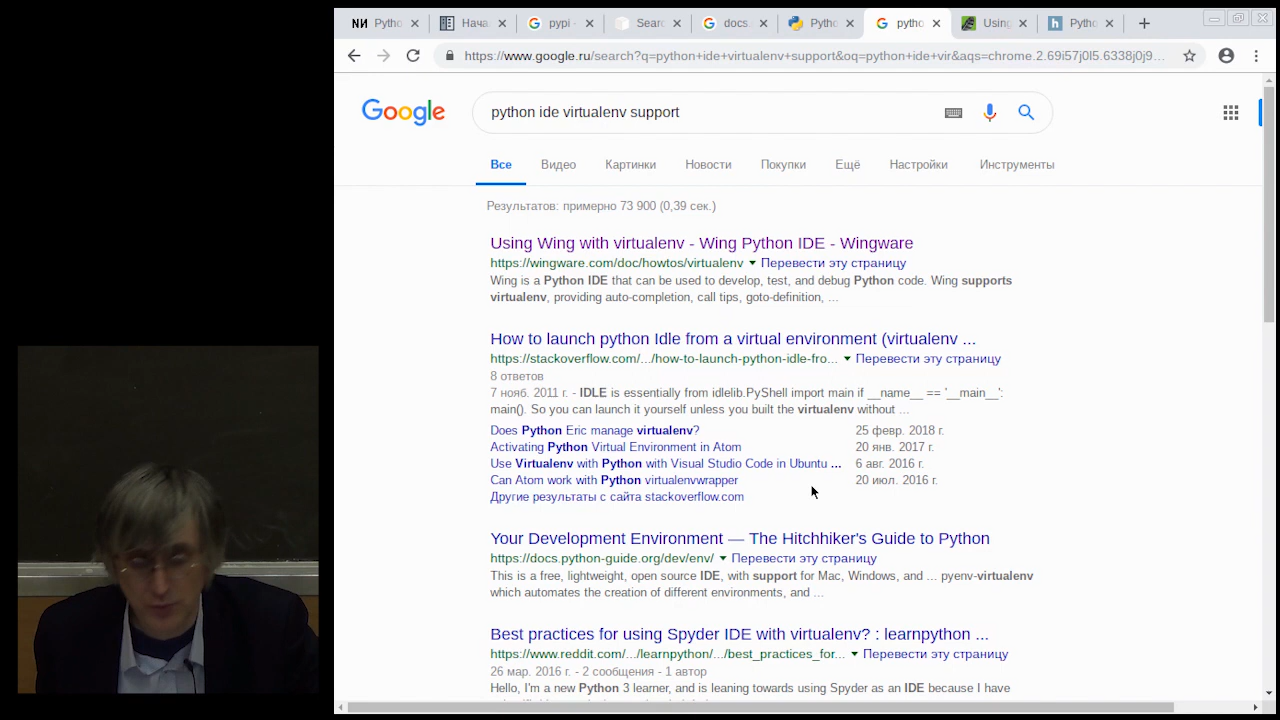 Pytho
Нача
pypi -
Searc
docs.
Pytho
pytho
Using
Pytho
https://www.google.ru/search?q=python+ide+virtualenv+support&oq=python+ide+vir&aqs=chrome.2.69i57j0l5.6338j0j9...
Google
python ide virtualenv support
Все Видео Картинки Новости Покупки Ещё Настройки Инструменты
Результатов: примерно 73 900 (0,39 сек.)
Using Wing with virtualenv - Wing Python IDE - Wingware
https://wingware.com/doc/howtos/virtualenv Перевести эту страницу
Wing is a Python IDE that can be used to develop, test, and debug Python code. Wing supports
virtualenv, providing auto-completion, call tips, goto-definition, ...
How to launch python Idle from a virtual environment (virtualenv ...
https://stackoverflow.com/.../how-to-launch-python-idle-fro... Перевести эту страницу
8 ответов
7 нояб. 2011 г. - IDLE is essentially from idlelib.PyShell import main if __name__ == '__main__':
main(). So you can launch it yourself unless you built the virtualenv without ...
Does Python Eric manage virtualenv? 25 февр. 2018 г.
Activating Python Virtual Environment in Atom 20 янв. 2017 г.
Use Virtualenv with Python with Visual Studio Code in Ubuntu ... 6 авг. 2016 г.
Can Atom work with Python virtualenvwrapper 20 июл. 2016 г.
Другие результаты с сайта stackoverflow.com
Your Development Environment — The Hitchhiker's Guide to Python
https://docs.python-guide.org/dev/env/ Перевести эту страницу
This is a free, lightweight, open source IDE, with support for Mac, Windows, and ... pyenv-virtualenv
which automates the creation of different environments, and ...
Best practices for using Spyder IDE with virtualenv? : learnpython ...
https://www.reddit.com/.../learnpython/.../best_practices_for... Перевести эту страницу
26 мар. 2016 г. - 2 сообщения - 1 автор
Hello, I'm a new Python 3 learner, and is leaning towards using Spyder as an IDE because I have